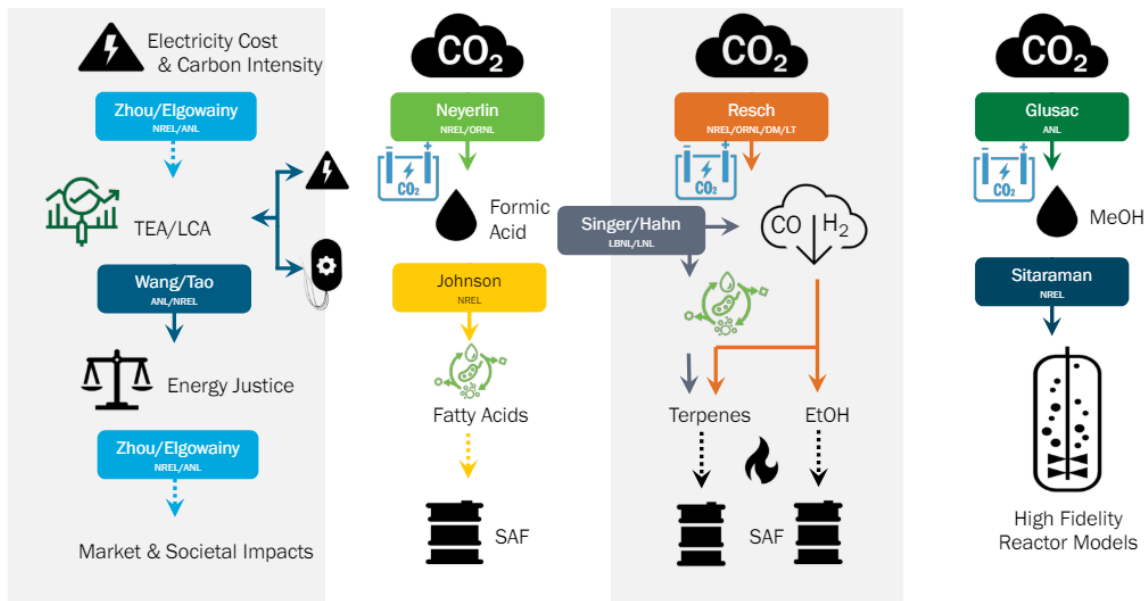 Electricity Cost
& Carbon Intensity
Zhou/Elgowainy
NREL/ANL
TEA/LCA
Wang/Tao
ANL/NREL
Energy Justice
Zhou/Elgowainy
NREL/ANL
Market & Societal Impacts
CO2
Neyerlin
NREL/ORNL
− +
CO2
Formic
Acid
Johnson
NREL
Fatty Acids
SAF
CO2
Resch
NREL/ORNL/DM/LT
− +
CO2
Singer/Hahn
LBNL/LNL
CO H2
Terpenes
EtOH
SAF
CO2
Glusac
ANL
− +
CO2
MeOH
Sitaraman
NREL
High Fidelity
Reactor Models